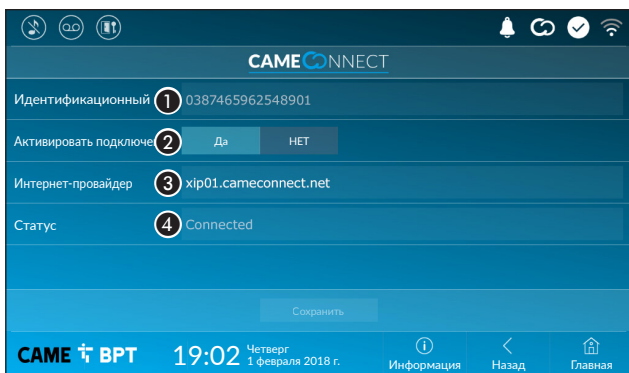 CAMECONNECT
Идентификационный 1 0387465962548901
Активировать подключе 2 Да НЕТ
Интернет-провайдер 3 xip01.cameconnect.net
Статус 4 Connected
Сохранить
CAME BPT 19:02 Четверг
1 февраля 2018 г.
Информация Назад Главная